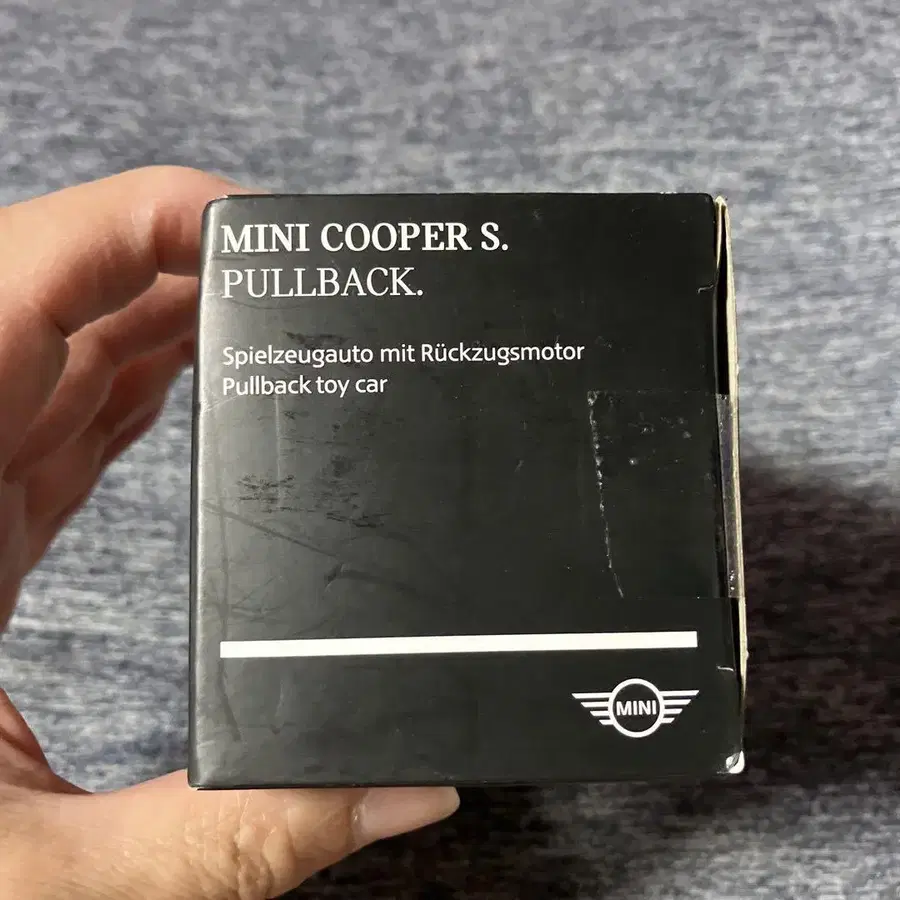 MINI COOPER S.
PULLBACK.
Spielzeugauto mit Rückzugsmotor
Pullback toy car
MINI